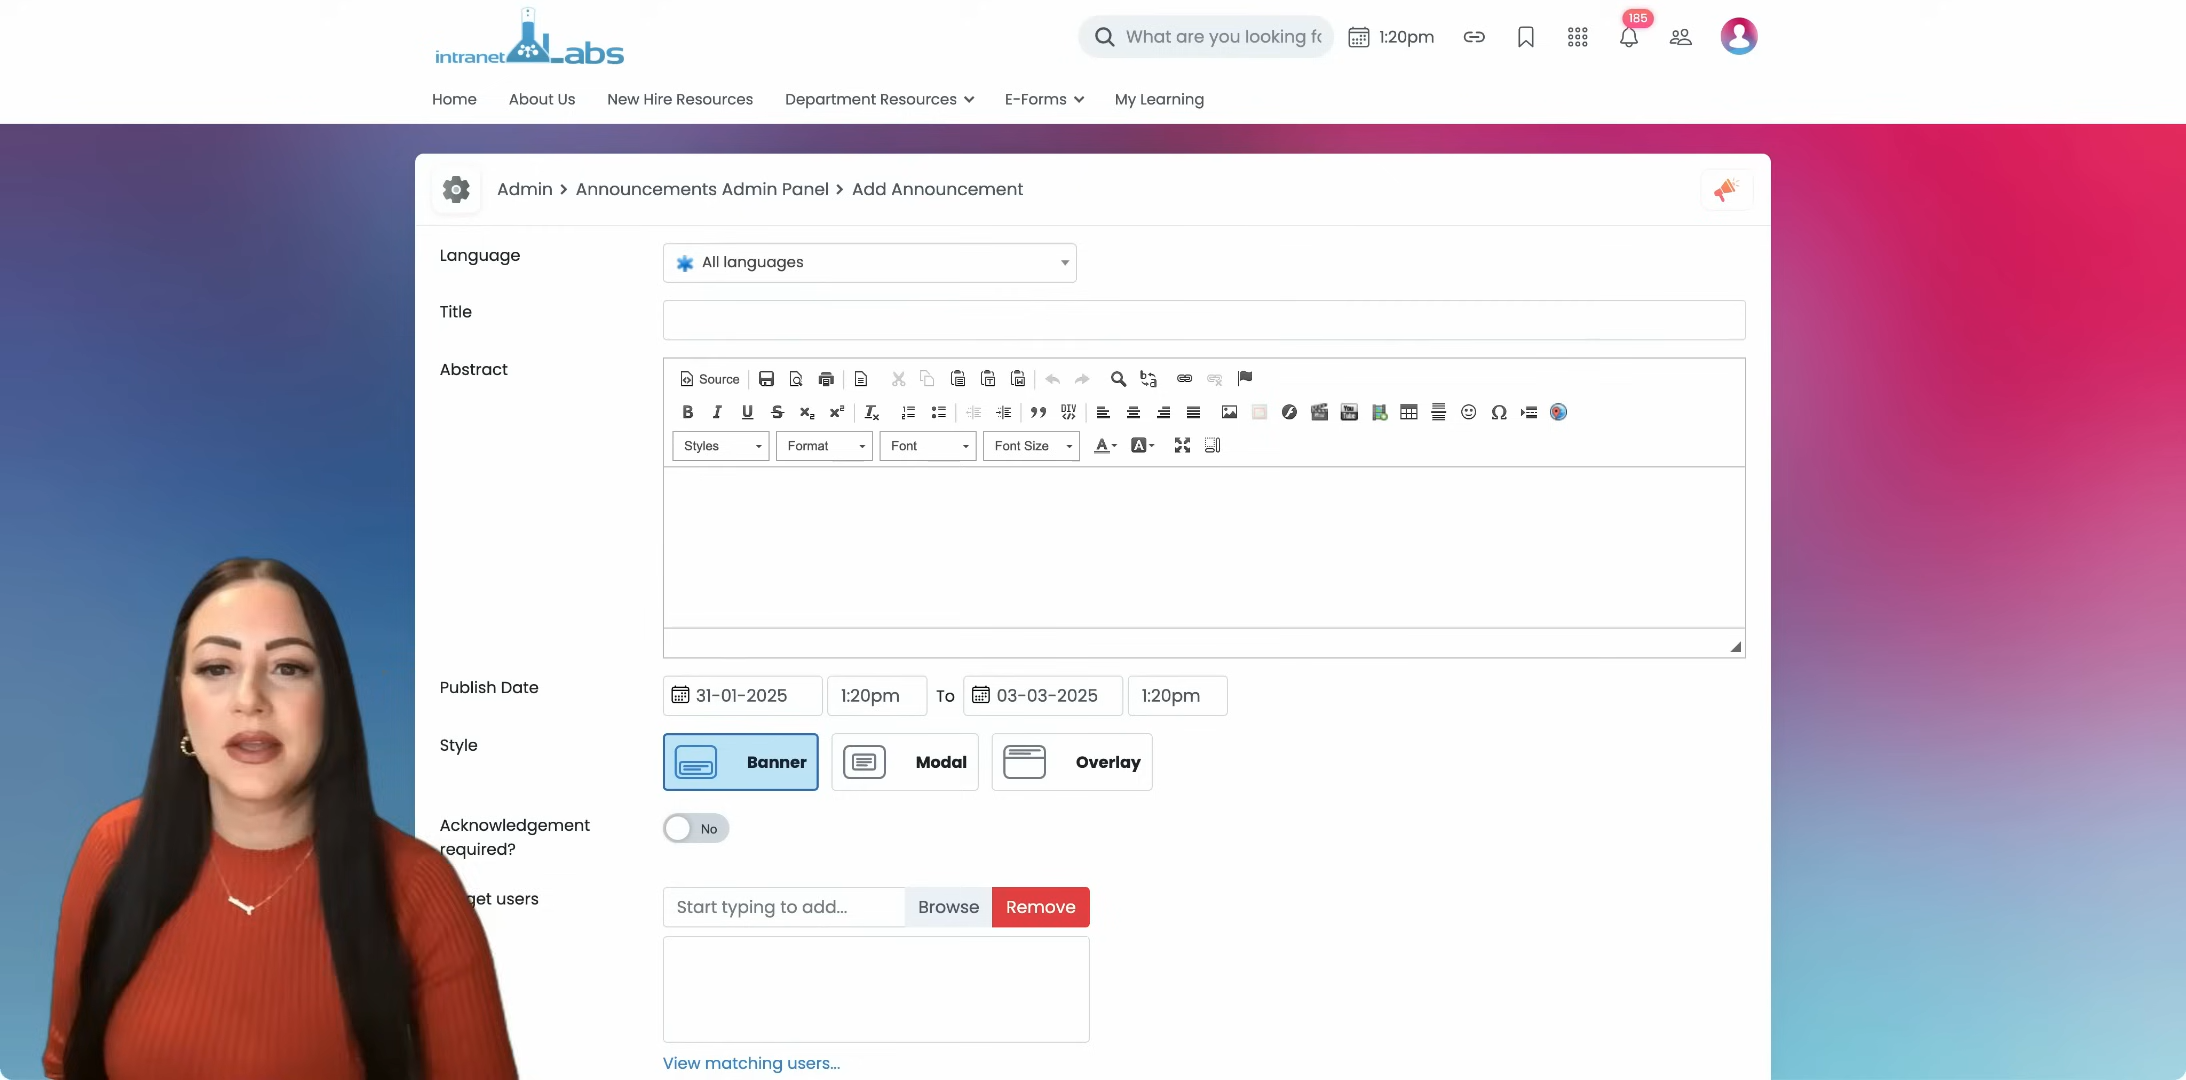 intranet Labs
What are you looking fo
1:20pm
185
Home
About Us
New Hire Resources
Department Resources
E-Forms
My Learning
Admin > Announcements Admin Panel > Add Announcement
Language
All languages
Title
Abstract
Source
Styles
Format
Font
Font Size
Publish Date
31-01-2025
1:20pm
To
03-03-2025
1:20pm
Style
Banner
Modal
Overlay
Acknowledgement
required?
No
get users
Start typing to add...
Browse
Remove
View matching users...